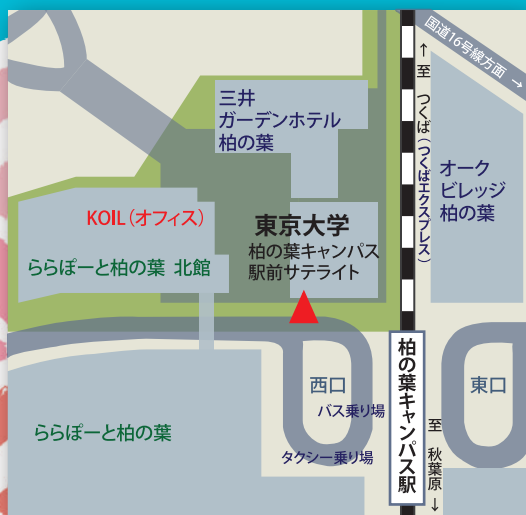 国道16号線方面 →
← 至 つくば(つくばエクスプレス)
三井
ガーデンホテル
柏の葉
オーク
ビレッジ
柏の葉
KOIL(オフィス)
東京大学
柏の葉キャンパス
駅前サテライト
ららぽーと柏の葉 北館
柏の葉キャンパス駅
西口
東口
バス乗り場
タクシー乗り場
ららぽーと柏の葉
至 秋葉原 →